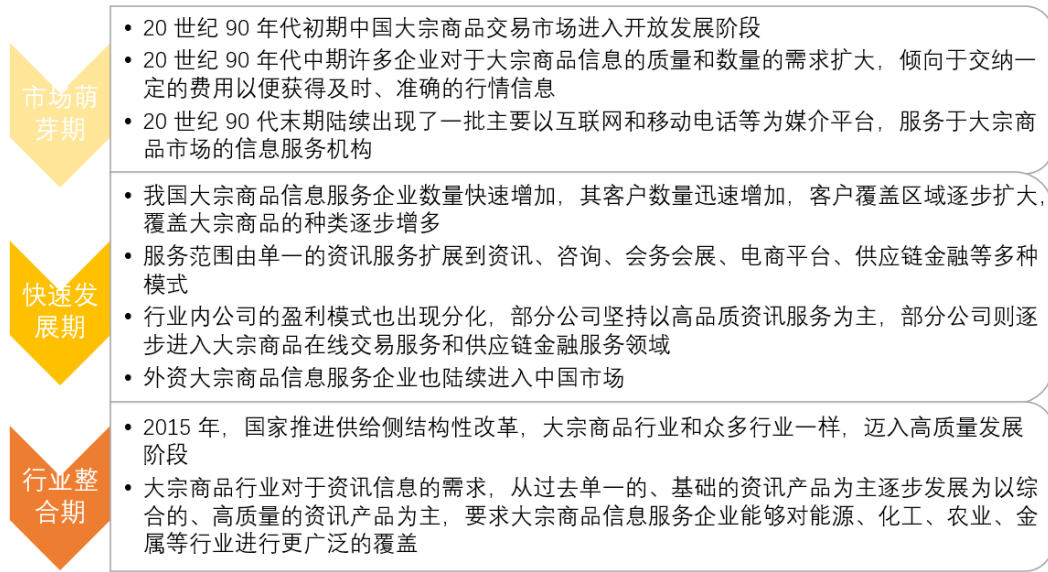 市场萌
芽期
• 20 世纪 90 年代初期中国大宗商品交易市场进入开放发展阶段
• 20 世纪 90 年代中期许多企业对于大宗商品信息的质量和数量的需求扩大，倾向于交纳一
定的费用以便获得及时、准确的行情信息
• 20 世纪 90 代末期陆续出现了一批主要以互联网和移动电话等为媒介平台，服务于大宗商
品市场的信息服务机构
快速发
展期
• 我国大宗商品信息服务企业数量快速增加，其客户数量迅速增加，客户覆盖区域逐步扩大，
覆盖大宗商品的种类逐步增多
• 服务范围由单一的资讯服务扩展到资讯、咨询、会务会展、电商平台、供应链金融等多种
模式
• 行业内公司的盈利模式也出现分化，部分公司坚持以高品质资讯服务为主，部分公司则逐
步进入大宗商品在线交易服务和供应链金融服务领域
• 外资大宗商品信息服务企业也陆续进入中国市场
行业整
合期
• 2015 年，国家推进供给侧结构性改革，大宗商品行业和众多行业一样，迈入高质量发展
阶段
• 大宗商品行业对于资讯信息的需求，从过去单一的、基础的资讯产品为主逐步发展为以综
合的、高质量的资讯产品为主，要求大宗商品信息服务企业能够对能源、化工、农业、金
属等行业进行更广泛的覆盖